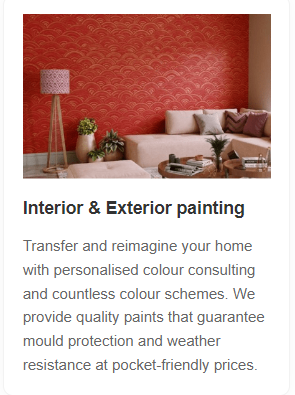 Interior & Exterior painting
Transfer and reimagine your home
with personalised colour consulting
and countless colour schemes. We
provide quality paints that guarantee
mould protection and weather
resistance at pocket-friendly prices.